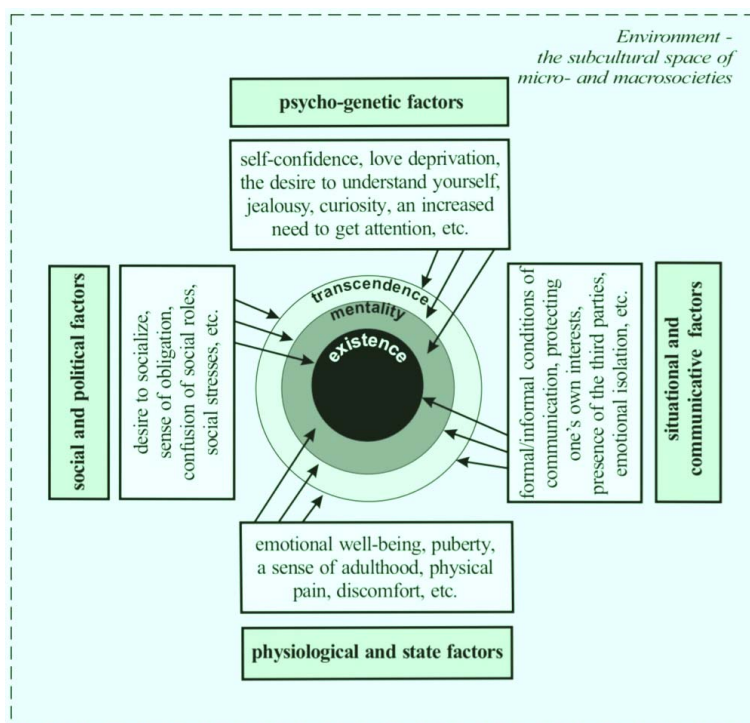 Environment -
the subcultural space of
micro- and macrosocieties
psycho-genetic factors
self-confidence, love deprivation,
the desire to understand yourself,
jealousy, curiosity, an increased
need to get attention, etc.
social and political factors
desire to socialize,
sense of obligation,
confusion of social roles,
social stresses, etc.
transcendence
mentality
existence
formal/informal conditions of
communication, protecting
one's own interests,
presence of the third parties,
emotional isolation, etc.
situational and
communicative factors
emotional well-being, puberty,
a sense of adulthood, physical
pain, discomfort, etc.
physiological and state factors